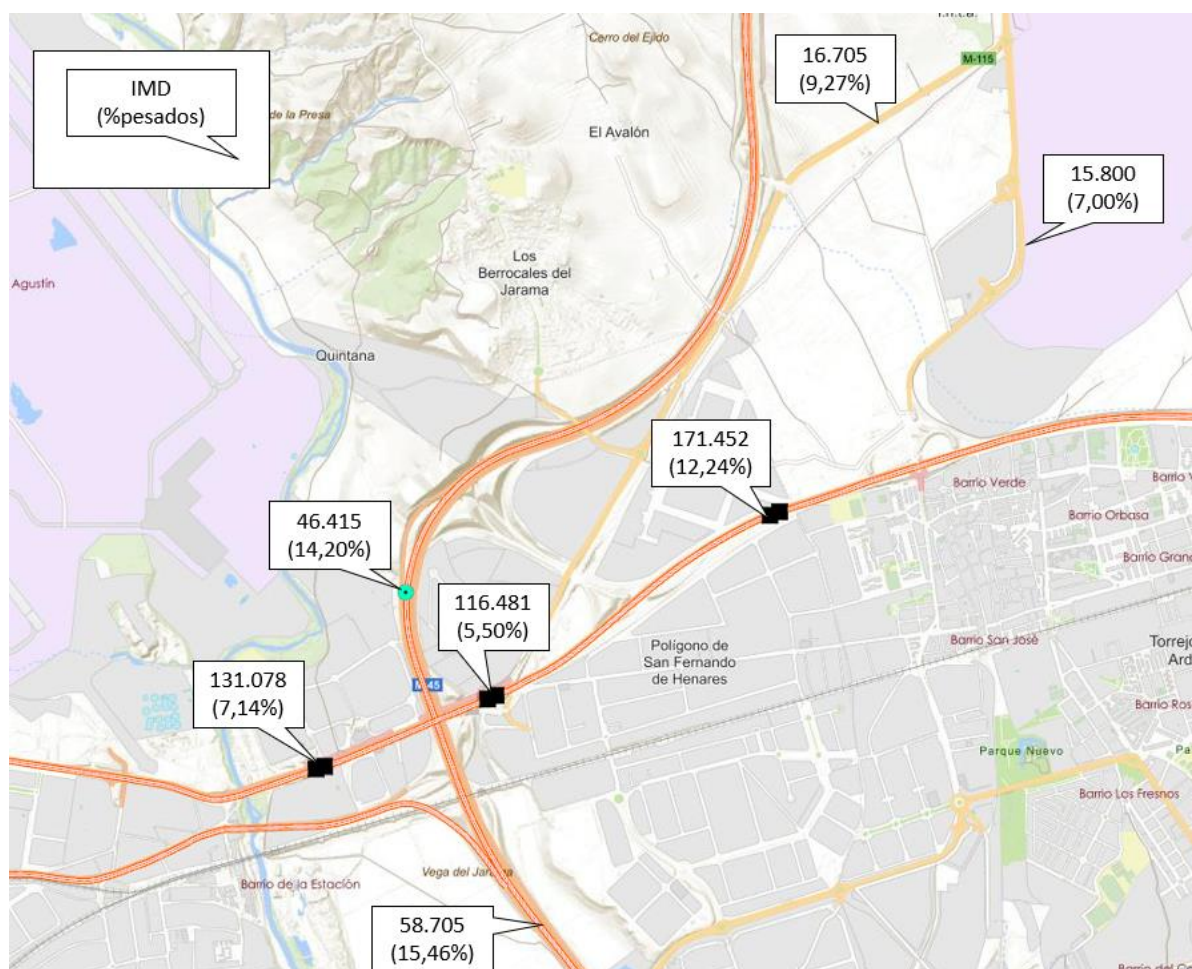 IMD
(%pesados)
de la Presa
Cerro del Ejido
16.705
(9,27%)
M-115
El Avalón
15.800
(7,00%)
Los
Berrocales del
Jarama
Agustín
Quintana
171.452
(12,24%)
Barrio Verde
Barrio Orbasa
46.415
(14,20%)
116.481
(5,50%)
Polígono de
San Fernando
de Henares
Barrio San José
131.078
(7,14%)
M-45
Parque Nuevo
Barrio Los Fresnos
Vega del Jarama
Barrio de la Estación
58.705
(15,46%)